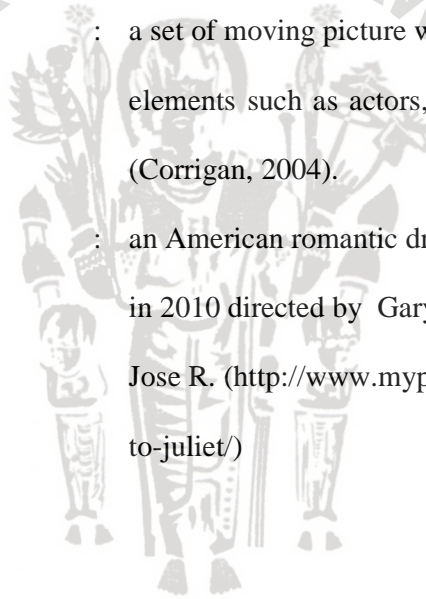 : a set of moving picture w
elements such as actors,
(Corrigan, 2004).
: an American romantic dr
in 2010 directed by Gary
Jose R. (http://www.myp
to-juliet/)